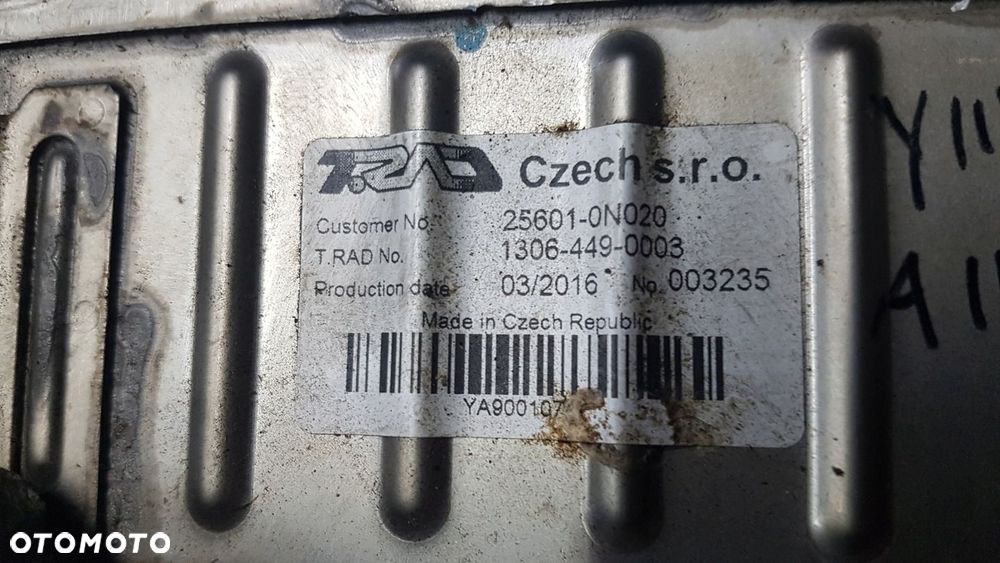 T.RAD Czech s.r.o.
Customer No. 25601-0N020
T.RAD No. 1306-449-0003
Production date 03/2016 No. 003235
Made in Czech Republic
YA900107
OTOMOTO